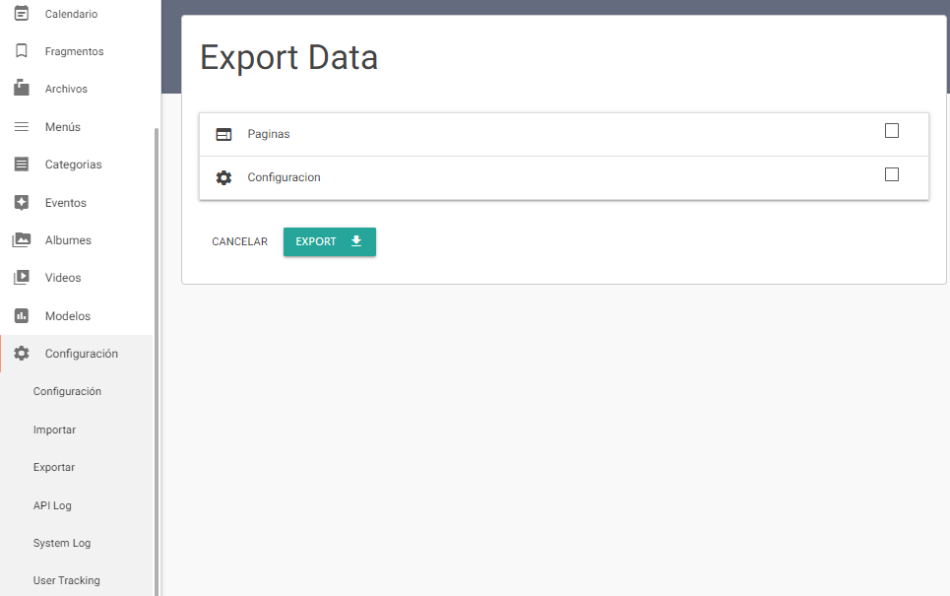 Calendario
Fragmentos
Archivos
Menús
Categorias
Eventos
Albumes
Videos
Modelos
Configuración
Configuración
Importar
Exportar
API Log
System Log
User Tracking
Export Data
Paginas
Configuracion
CANCELAR EXPORT